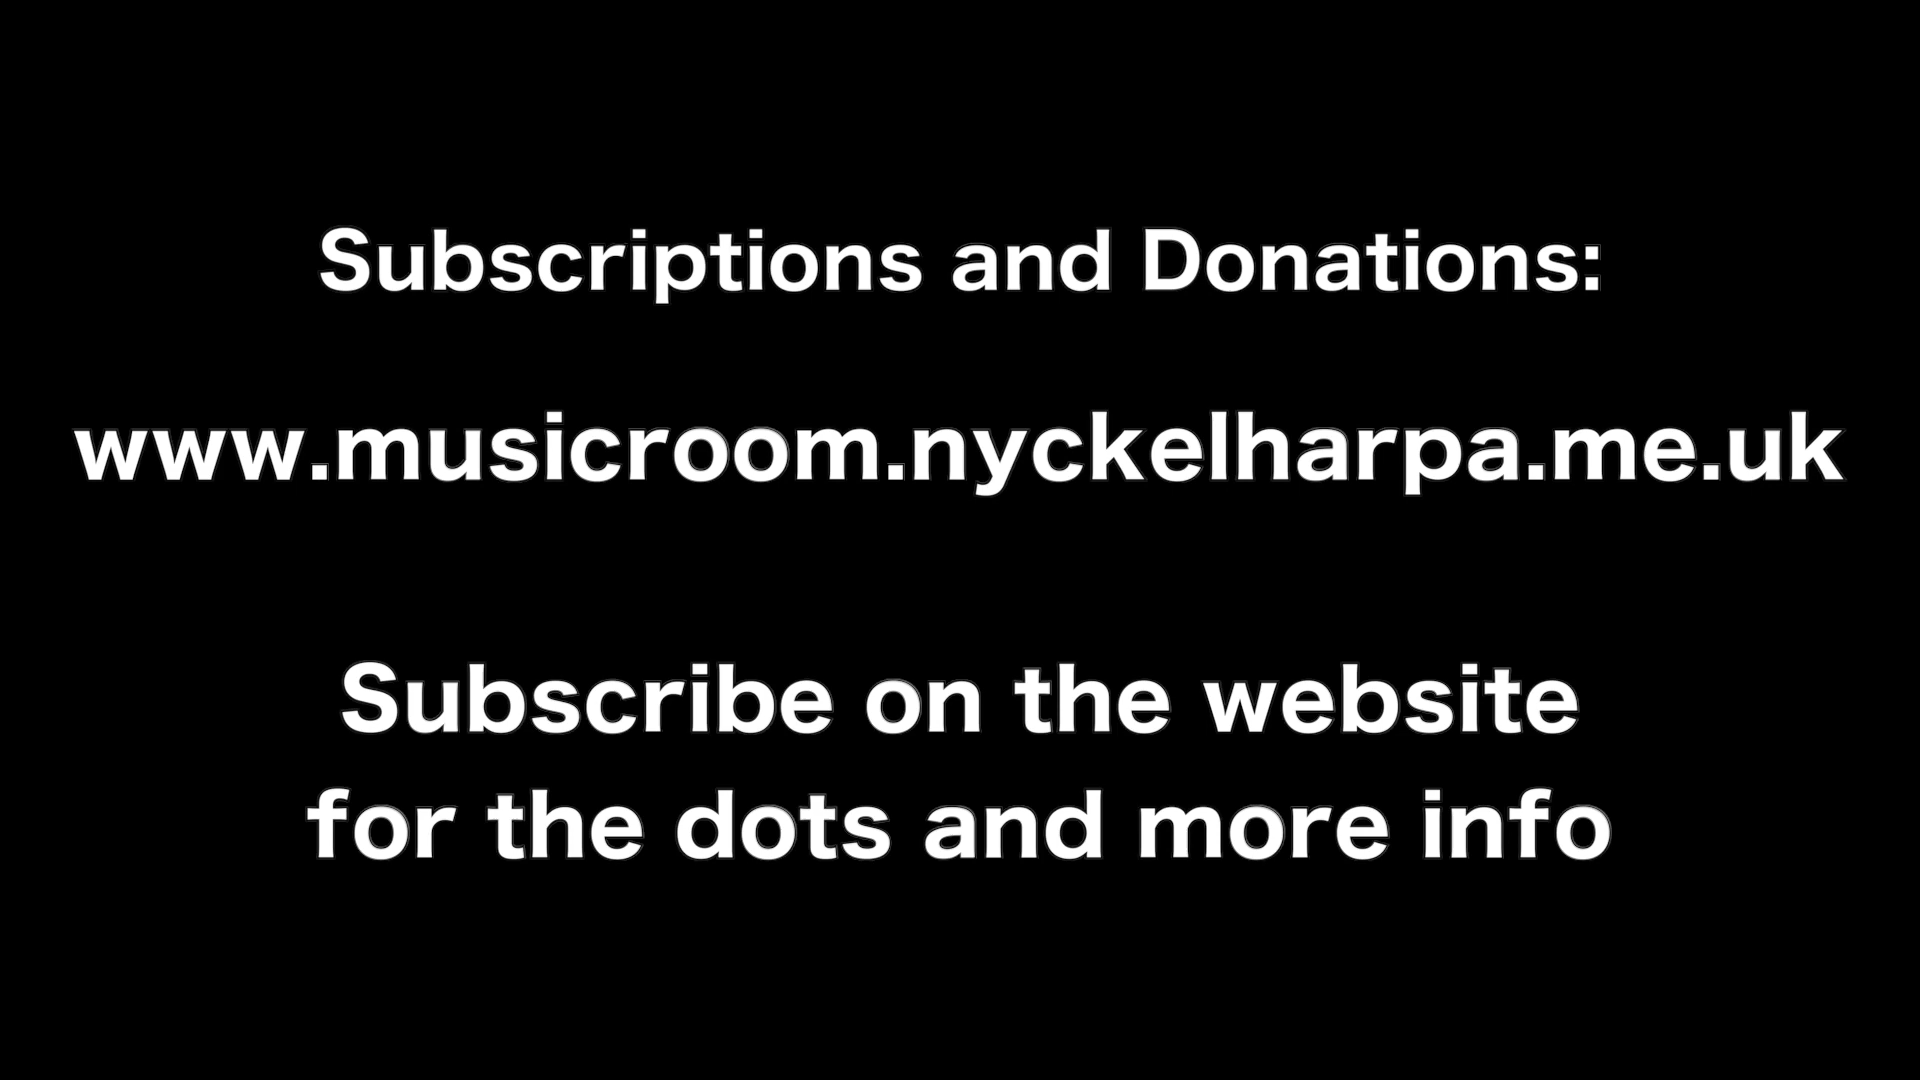 Subscriptions and Donations:
www.musicroom.nyckelharpa.me.uk
Subscribe on the website
for the dots and more info